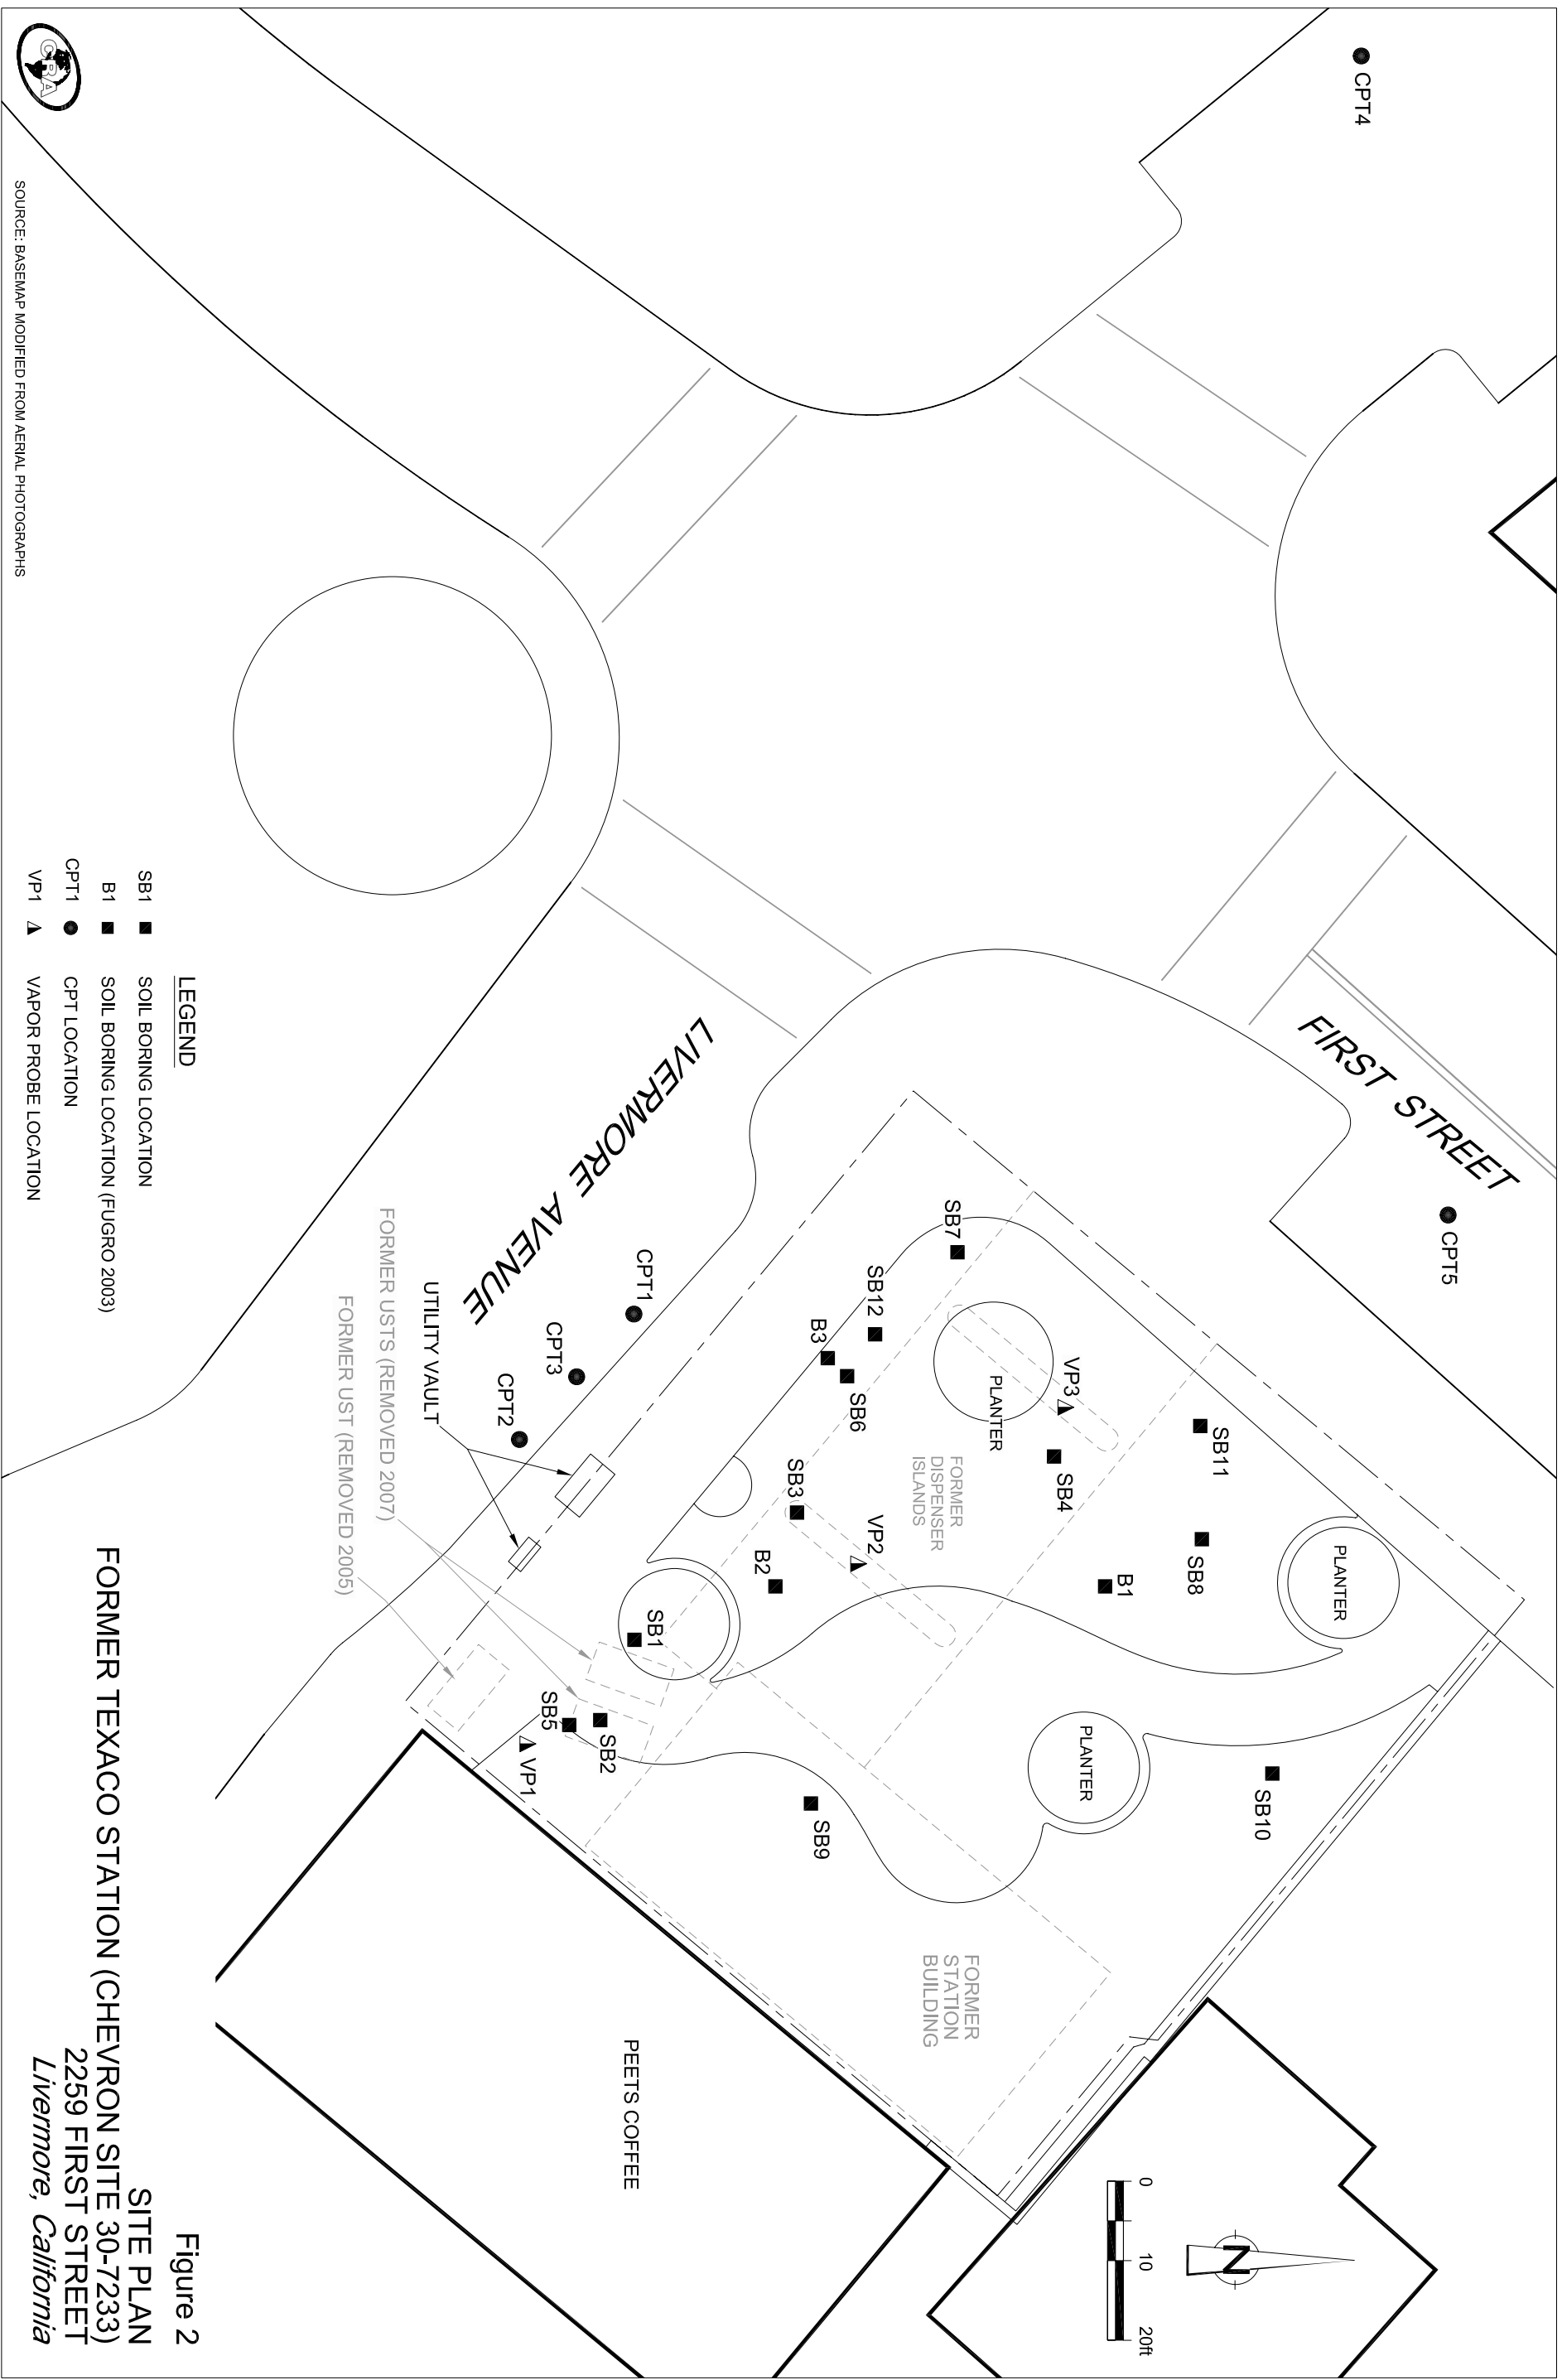 CPT4
FIRST STREET
CPT5
SB11
SB8
B1
SB10
VP3
SB4
PLANTER
PLANTER
PLANTER
SB7
SB12
B3
SB6
SB3
VP2
B2
SB1
SB2
SB5
VP1
SB9
FORMER
DISPENSER
ISLANDS
FORMER
STATION
BUILDING
PEETS COFFEE
LIVERMORE AVENUE
CPT1
CPT3
CPT2
UTILITY VAULT
FORMER USTS (REMOVED 2007)
FORMER UST (REMOVED 2005)
0 10 20ft
N
LEGEND
SB1 SOIL BORING LOCATION
B1 SOIL BORING LOCATION (FUGRO 2003)
CPT1 CPT LOCATION
VP1 VAPOR PROBE LOCATION
SOURCE: BASEMAP MODIFIED FROM AERIAL PHOTOGRAPHS
CRA
Figure 2
SITE PLAN
FORMER TEXACO STATION (CHEVRON SITE 30-7233)
2259 FIRST STREET
Livermore, California